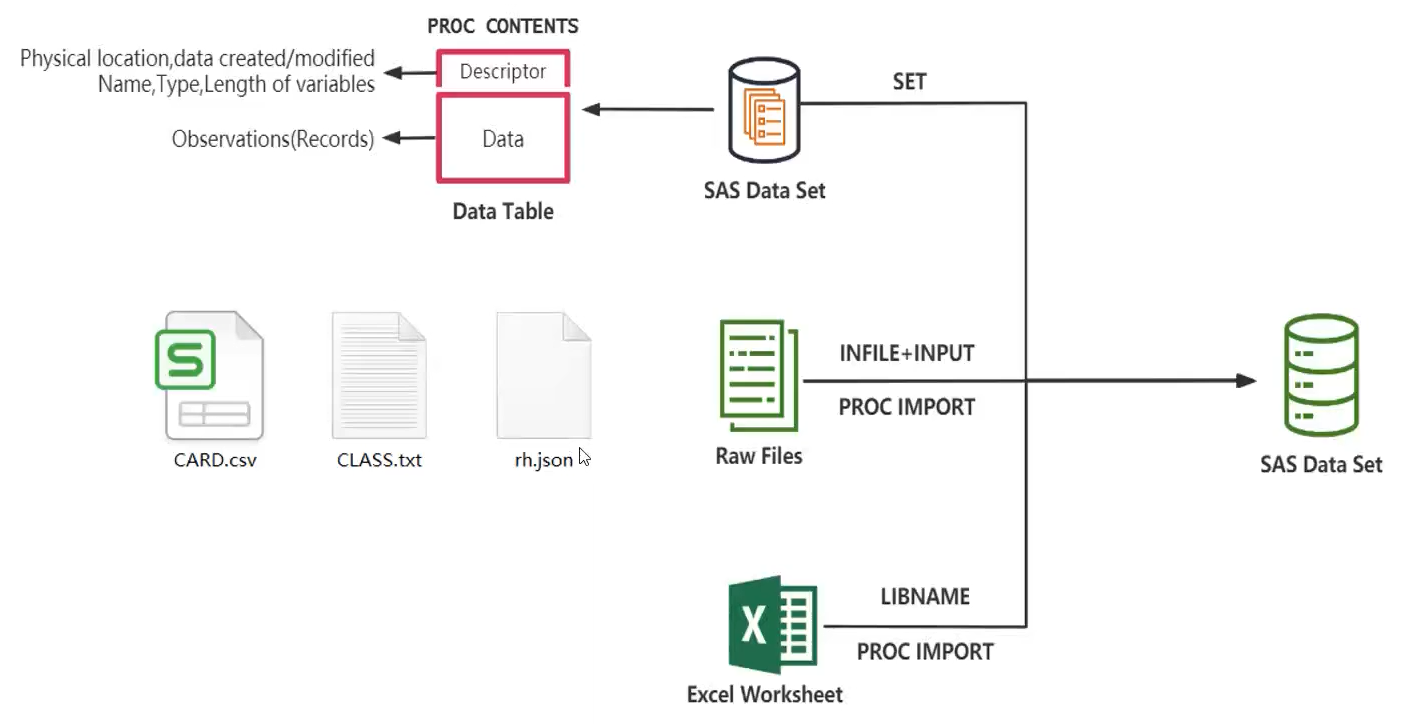 PROC CONTENTS
Physical location,data created/modified
Name,Type,Length of variables
Descriptor
Observations(Records)
Data
Data Table
SET
SAS Data Set
CARD.csv
CLASS.txt
rh.json
INFILE+INPUT
PROC IMPORT
Raw Files
SAS Data Set
LIBNAME
PROC IMPORT
Excel Worksheet